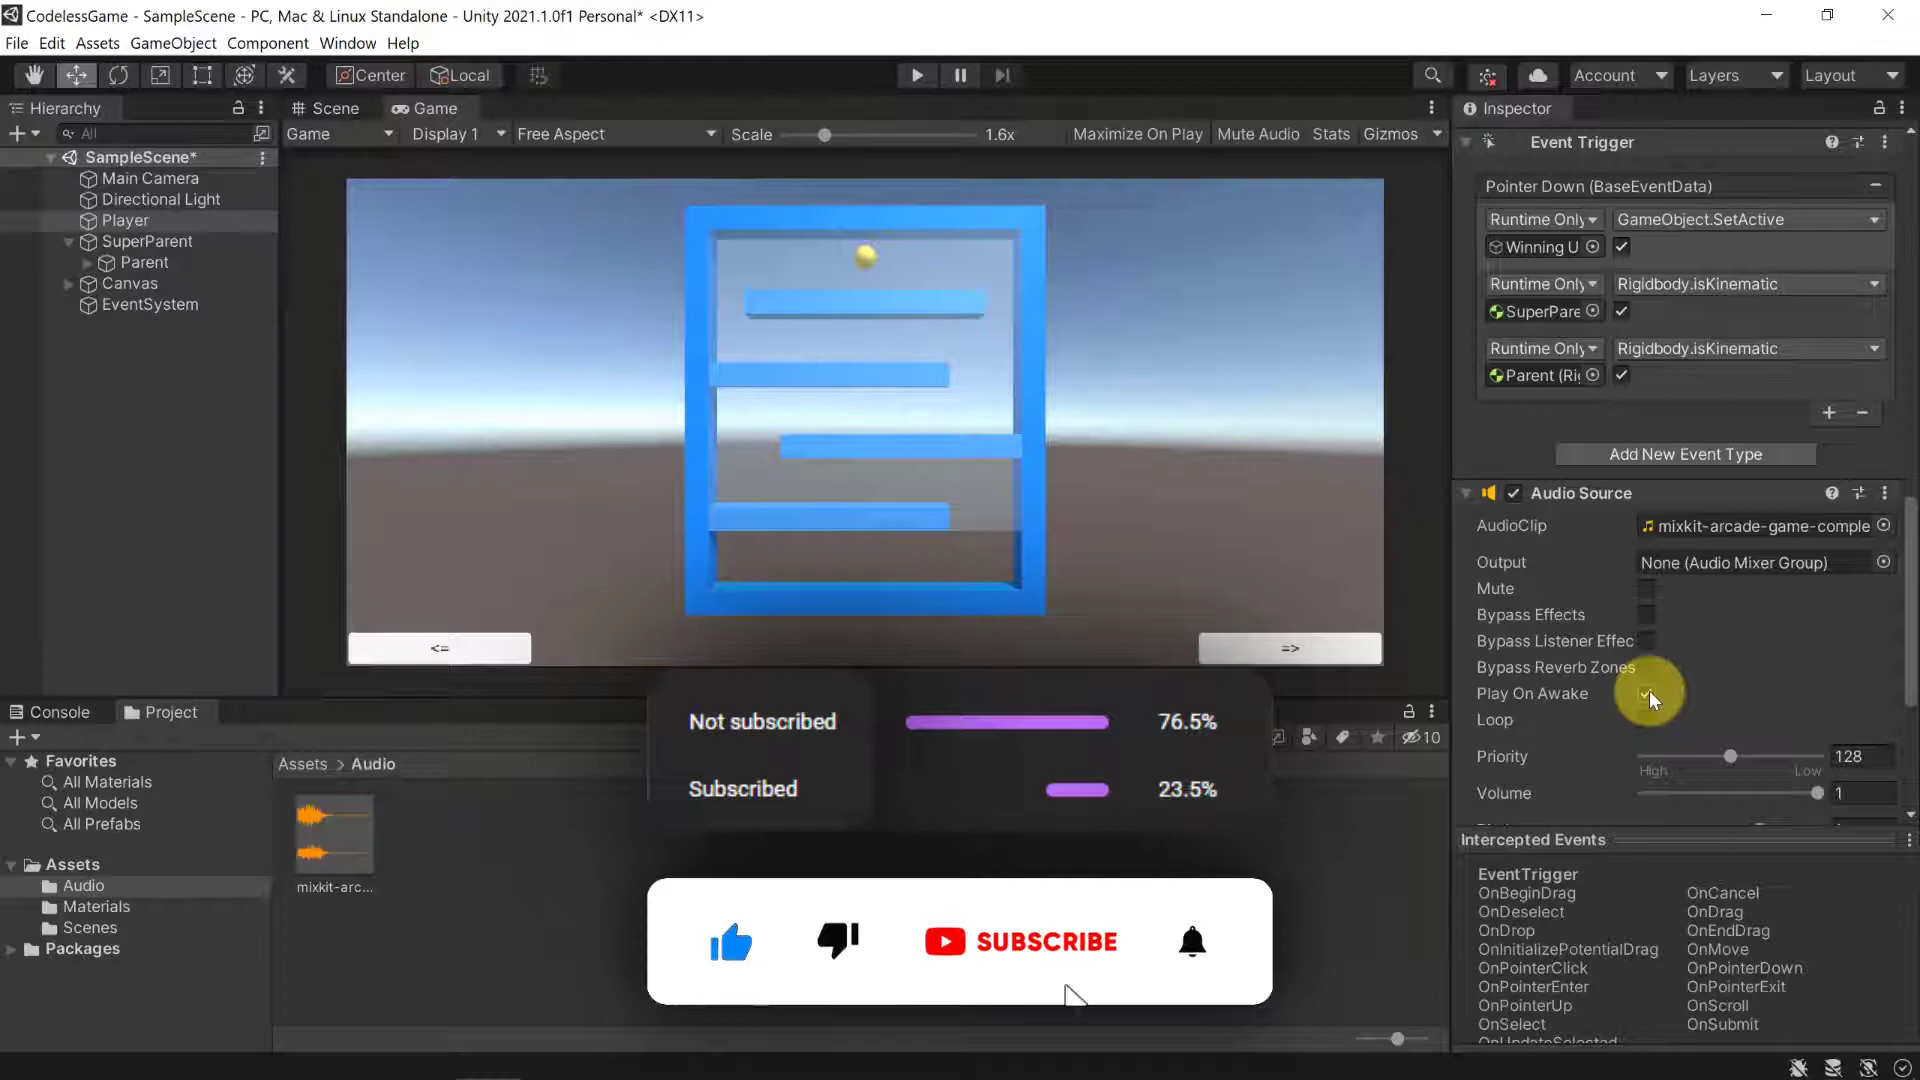 CodelessGame - SampleScene - PC, Mac & Linux Standalone - Unity 2021.1.0f1 Personal* <DX11>
File Edit Assets GameObject Component Window Help
Center Local Account Layers Layout
Hierarchy
All
SampleScene*
Main Camera
Directional Light
Player
SuperParent
Parent
Canvas
EventSystem
Scene Game
Game Display 1 Free Aspect Scale 1.6x Maximize On Play Mute Audio Stats Gizmos
<=
=>
Inspector
Event Trigger
Pointer Down (BaseEventData)
Runtime Only GameObject.SetActive
Winning U
Runtime Only Rigidbody.isKinematic
SuperPare
Runtime Only Rigidbody.isKinematic
Parent (Ri
Add New Event Type
Audio Source
AudioClip mixkit-arcade-game-comple
Output None (Audio Mixer Group)
Mute
Bypass Effects
Bypass Listener Effec
Bypass Reverb Zones
Play On Awake
Loop
Priority 128
High Low
Volume 1
Intercepted Events
EventTrigger
OnBeginDrag OnCancel
OnDeselect OnDrag
OnDrop OnEndDrag
OnInitializePotentialDrag OnMove
OnPointerClick OnPointerDown
OnPointerEnter OnPointerExit
OnPointerUp OnScroll
OnSelect OnSubmit
OnUpdateSelected
Console Project
10
Favorites
All Materials
All Models
All Prefabs
Assets
Audio
Materials
Scenes
Packages
Assets > Audio
mixkit-arc...
Not subscribed 76.5%
Subscribed 23.5%
SUBSCRIBE